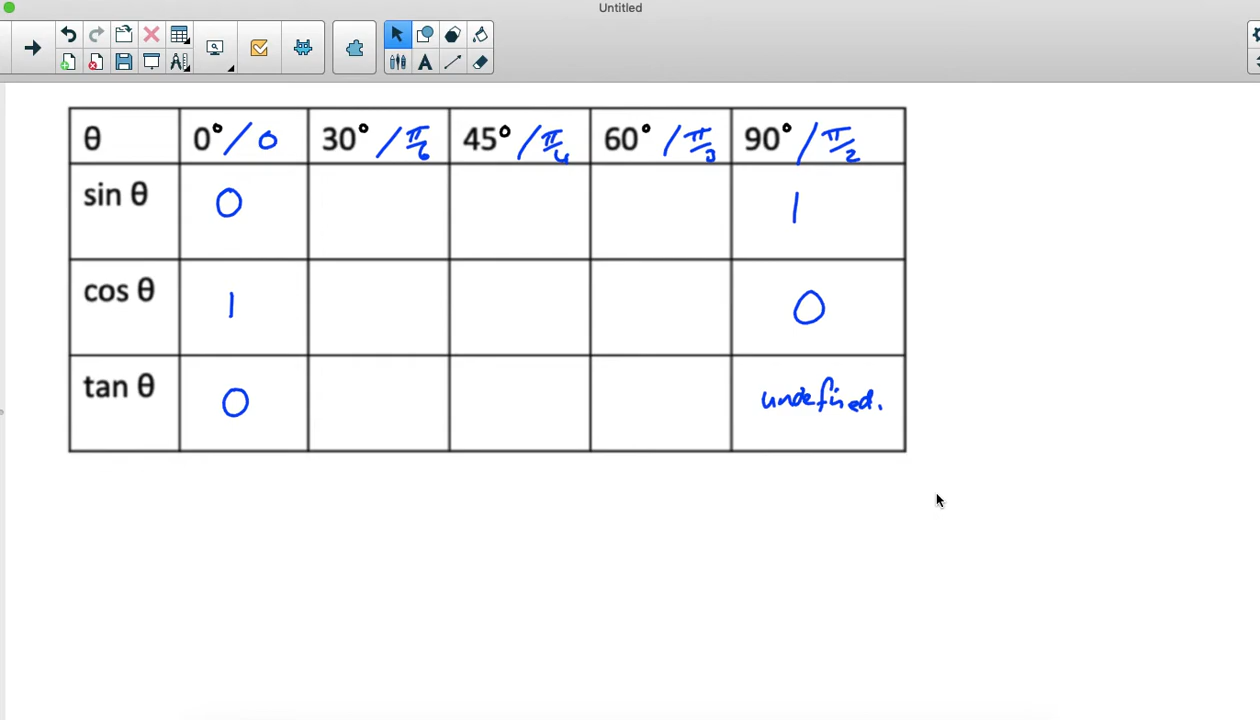 Untitled
θ 0°/0 30°/π/6 45°/π/4 60°/π/3 90°/π/2
sin θ 0 1
cos θ 1 0
tan θ 0 undefined.